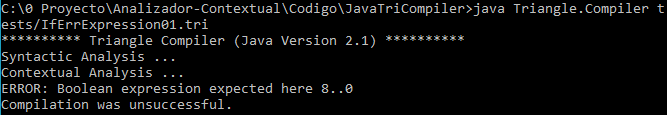 C:\0 Proyecto\Analizador-Contextual\Codigo\JavaTriCompiler>java Triangle.Compiler t
ests/IfErrExpression01.tri
********** Triangle Compiler (Java Version 2.1) **********
Syntactic Analysis ...
Contextual Analysis ...
ERROR: Boolean expression expected here 8..0
Compilation was unsuccessful.